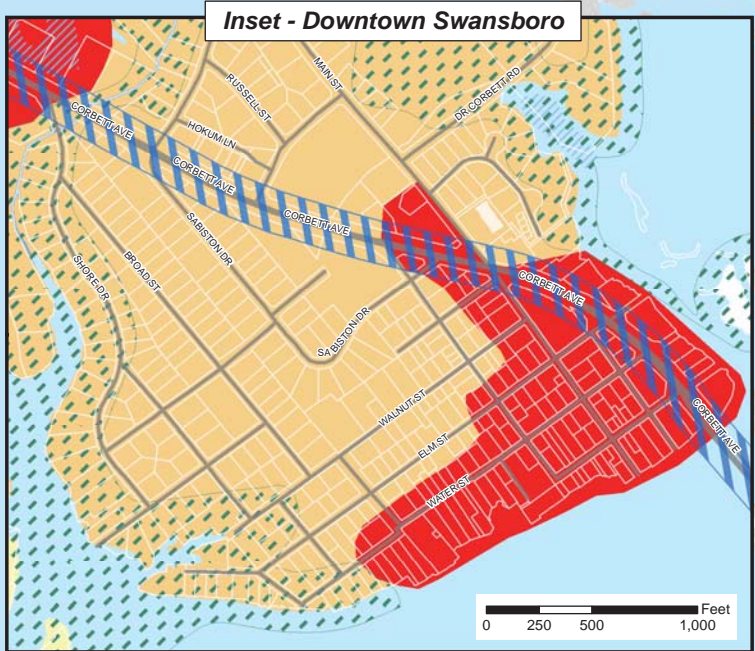 Inset - Downtown Swansboro
MAIN ST
RUSSELL ST
DR CORBETT RD
CORBETT AVE
HOKUM LN
CORBETT AVE
CORBETT AVE
SABISTON DR
BROAD ST
SHORE DR
CORBETT AVE
SABISTON DR
WALNUT ST
CORBETT AVE
ELM ST
WATER ST
Feet
0 250 500 1,000